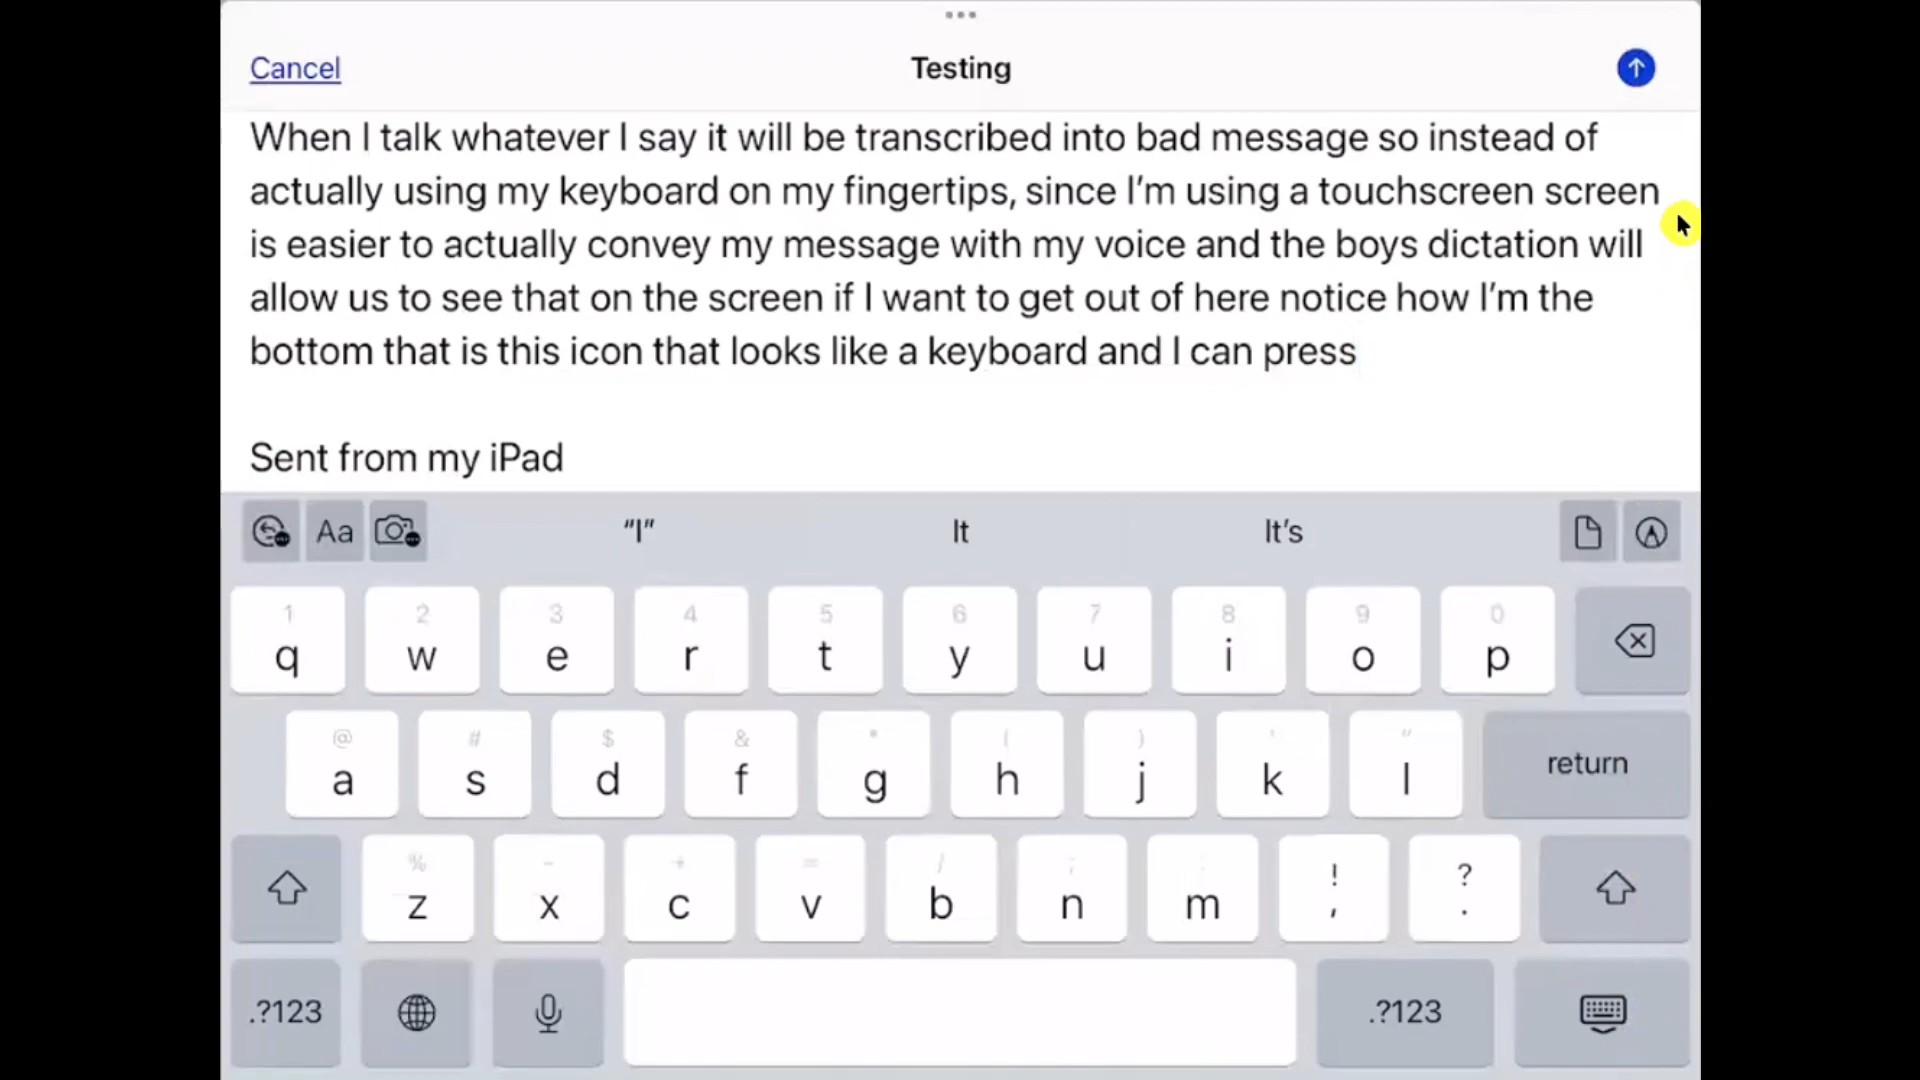 Cancel
Testing
When I talk whatever I say it will be transcribed into bad message so instead of
actually using my keyboard on my fingertips, since I’m using a touchscreen screen
is easier to actually convey my message with my voice and the boys dictation will
allow us to see that on the screen if I want to get out of here notice how I’m the
bottom that is this icon that looks like a keyboard and I can press
Sent from my iPad
Aa “I” It It’s
1 2 3 4 5 6 7 8 9 0
q w e r t y u i o p
@ # $ & * ( ) ' "
a s d f g h j k l return
% - + = / ; : ! ?
z x c v b n m , .
.?123 .?123